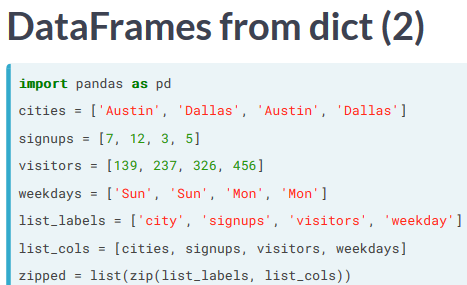 DataFrames from dict (2)
import pandas as pd
cities = ['Austin', 'Dallas', 'Austin', 'Dallas']
signups = [7, 12, 3, 5]
visitors = [139, 237, 326, 456]
weekdays = ['Sun', 'Sun', 'Mon', 'Mon']
list_labels = ['city', 'signups', 'visitors', 'weekday']
list_cols = [cities, signups, visitors, weekdays]
zipped = list(zip(list_labels, list_cols))